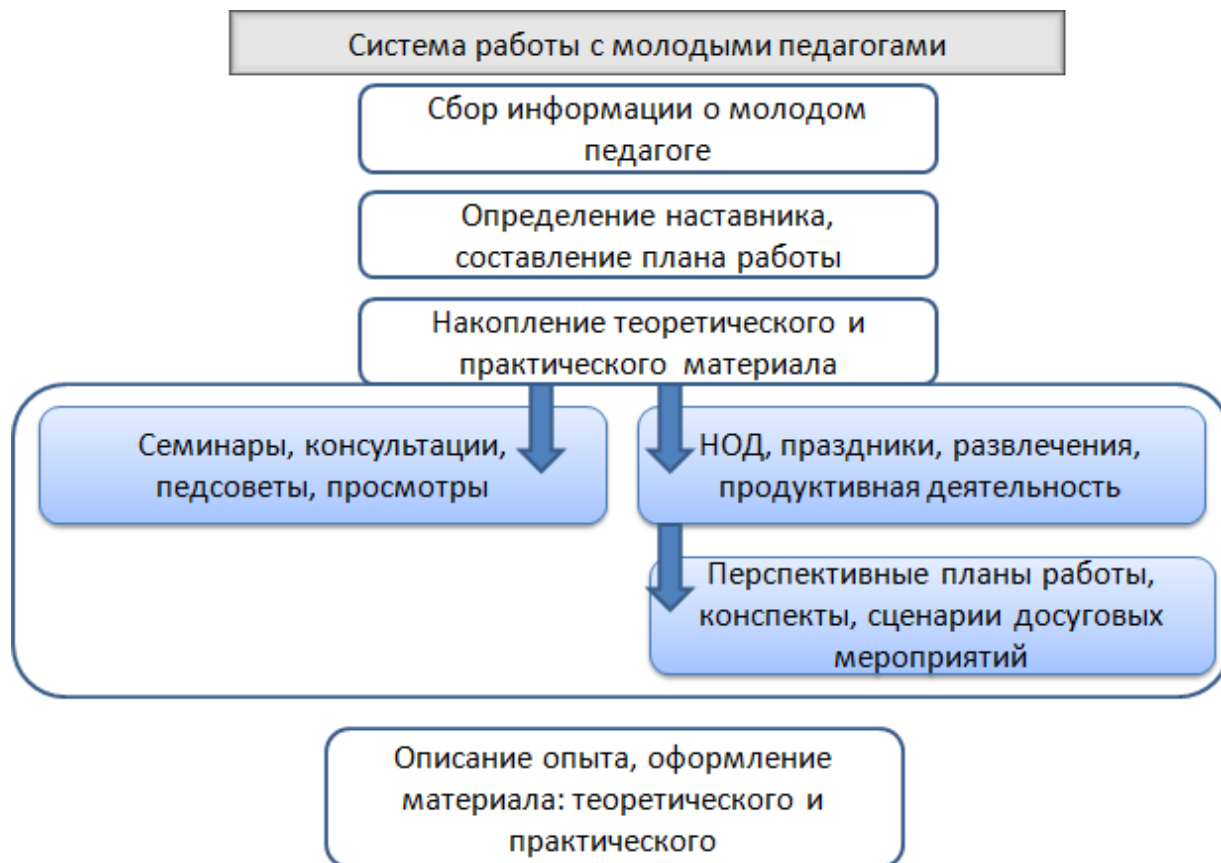 Система работы с молодыми педагогами
Сбор информации о молодом
педагоге
Определение наставника,
составление плана работы
Накопление теоретического и
практического материала
Семинары, консультации,
педсоветы, просмотры
НОД, праздники, развлечения,
продуктивная деятельность
Перспективные планы работы,
конспекты, сценарии досуговых
мероприятий
Описание опыта, оформление
материала: теоретического и
практического